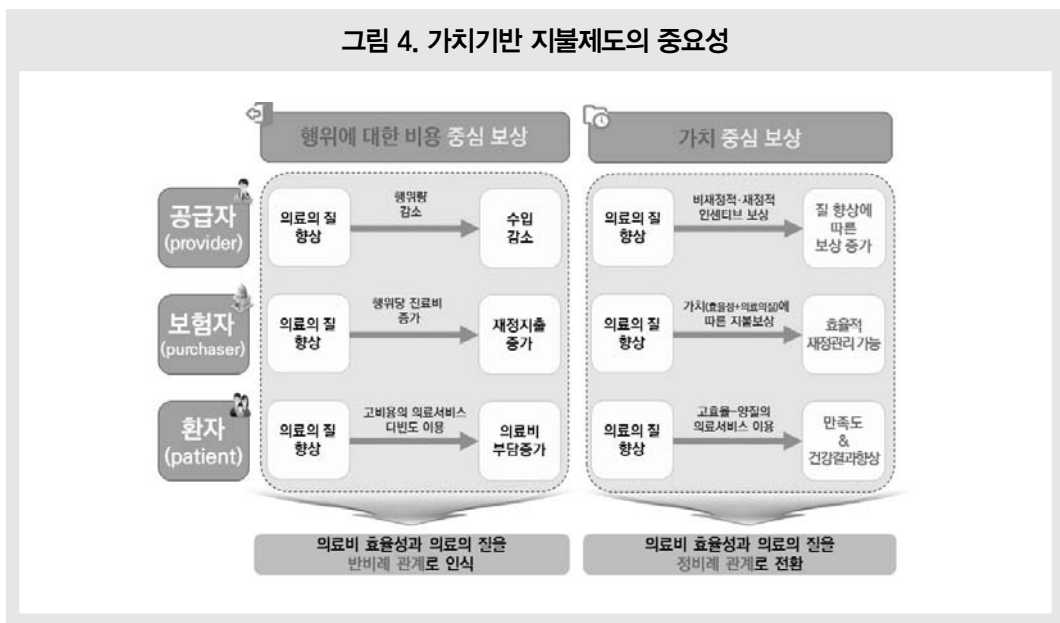 그림 4. 가치기반 지불제도의 중요성
행위에 대한 비용 중심 보상
가치 중심 보상
공급자
(provider)
의료의 질
향상
행위량
감소
수입
감소
의료의 질
향상
비재정적·재정적
인센티브 보상
질 향상에
따른
보상 증가
보험자
(purchaser)
의료의 질
향상
행위당 진료비
증가
재정지출
증가
의료의 질
향상
가치(효율성+의료의질)에
따른 지불보상
효율적
재정관리 가능
환자
(patient)
의료의 질
향상
고비용의 의료서비스
다빈도 이용
의료비
부담증가
의료의 질
향상
고효율-양질의
의료서비스 이용
만족도
&
건강결과향상
의료비 효율성과 의료의 질을
반비례 관계로 인식
의료비 효율성과 의료의 질을
정비례 관계로 전환